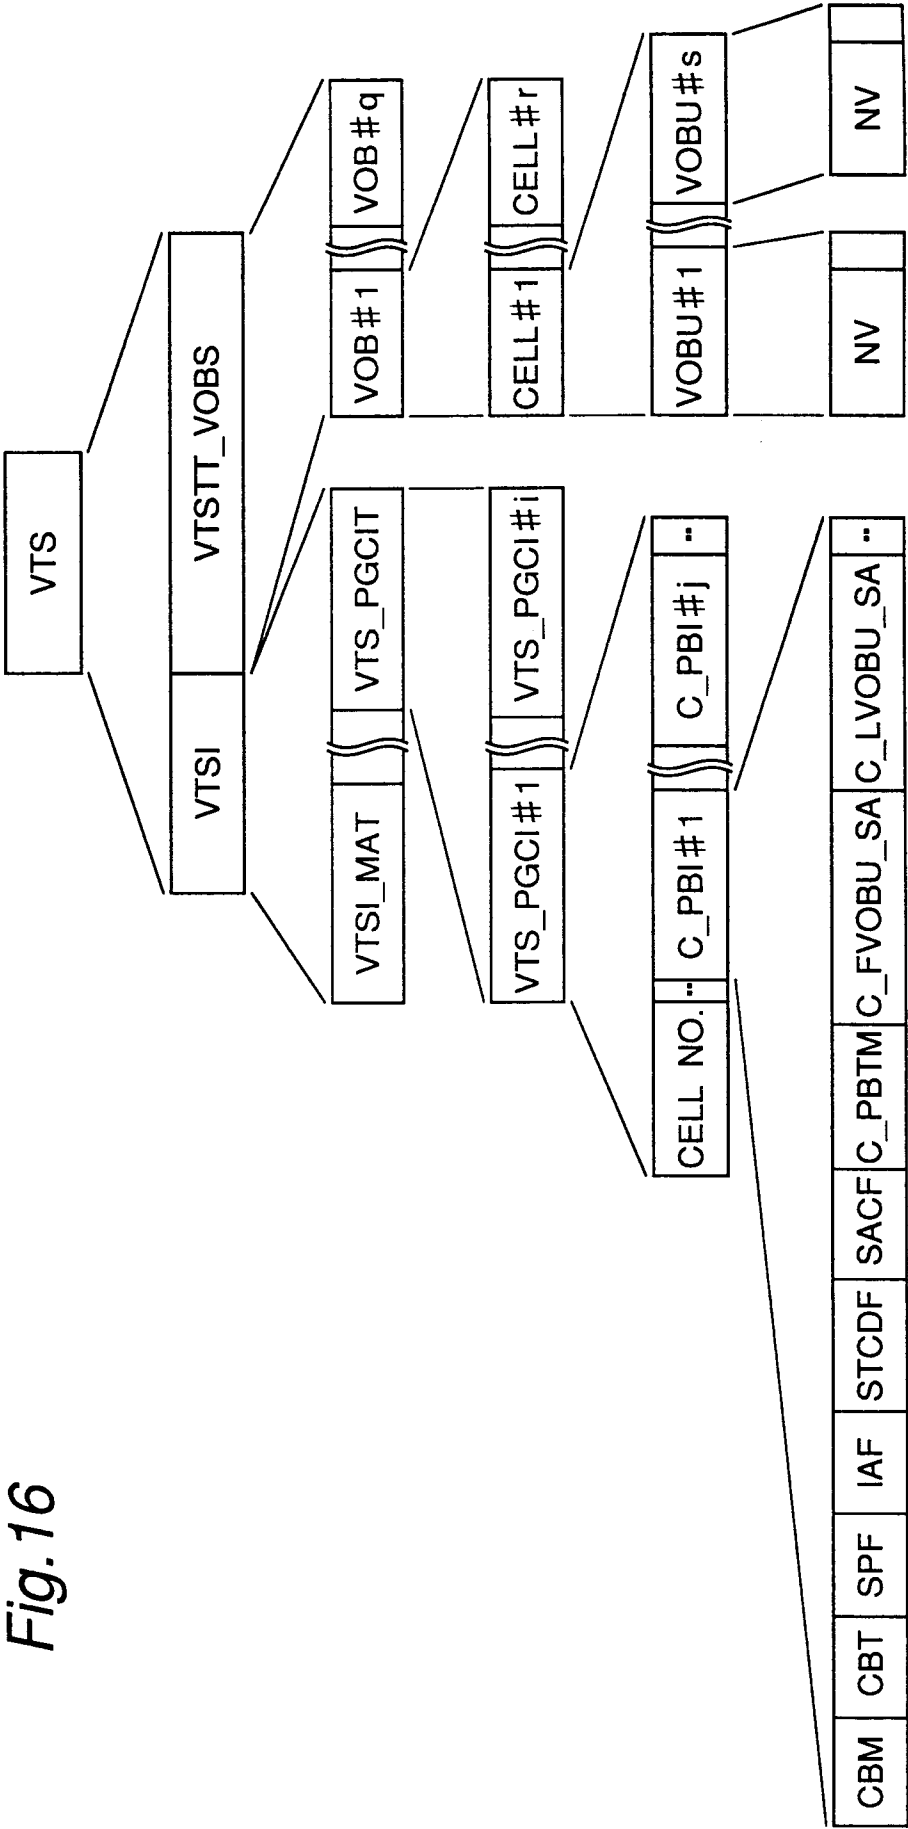 Fig.16
VTS
VTSI VTSTT_VOBS
VTSI_MAT VTS_PGCIT VOB#1 VOB#q
VTS_PGCI#1 VTS_PGCI#i CELL#1 CELL#r
CELL NO. -- C_PBI#1 C_PBI#j -- VOBU#1 VOBU#s
CBM CBT SPF IAF STCDF SACF C_PBTM C_FVOBU_SA C_LVOBU_SA -- NV NV